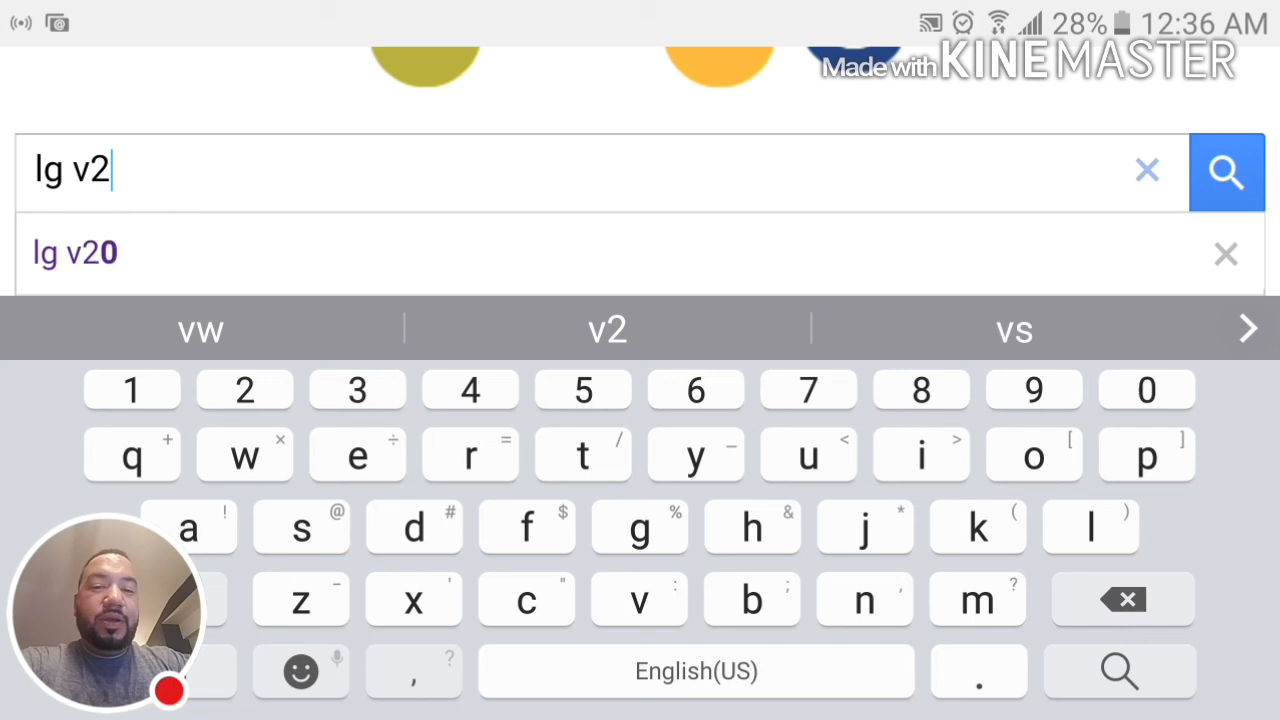 28% 12:36 AM
Made with KINEMASTER
lg v2
lg v20
vw v2 vs
1 2 3 4 5 6 7 8 9 0
q + w × e ÷ r = t / y _ u < i > o [ p ]
a ! s @ d # f $ g % h & j * k ( l )
z - x ' c " v : b ; n , m ?
, ? English(US) .